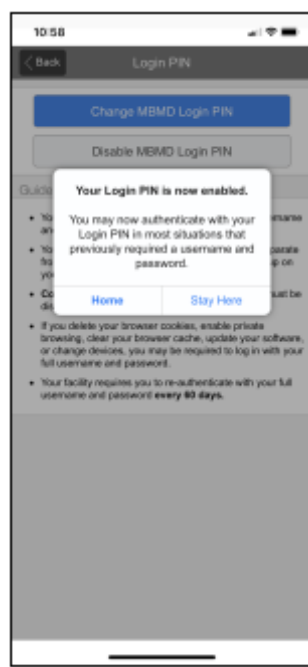 10:58
Back
Login PIN
Change MBMD Login PIN
Disable MBMD Login PIN
Guide
Your Login PIN is now enabled.
You may now authenticate with your
Login PIN in most situations that
previously required a username and
password.
Home
Stay Here
If you delete your browser cookies, enable private
browsing, clear your browser cache, update your software,
or change devices, you may be required to log in with your
full username and password.
Your facility requires you to re-authenticate with your full
username and password every 60 days.